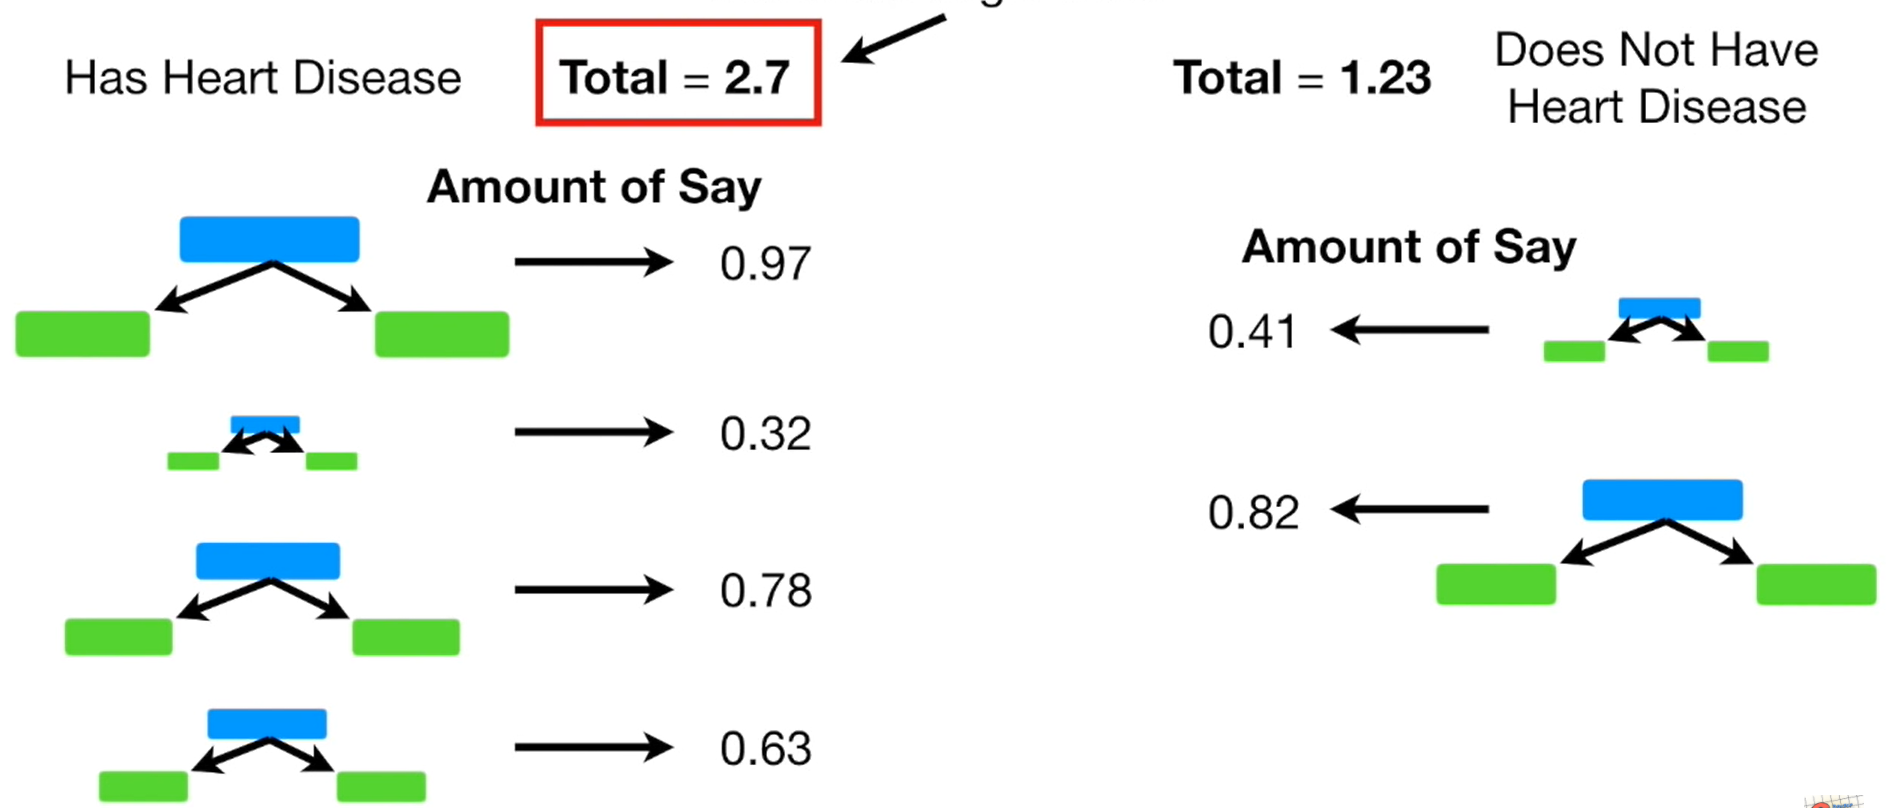 Has Heart Disease
Total = 2.7
Total = 1.23
Does Not Have
Heart Disease
Amount of Say
0.97
0.32
0.78
0.63
Amount of Say
0.41
0.82